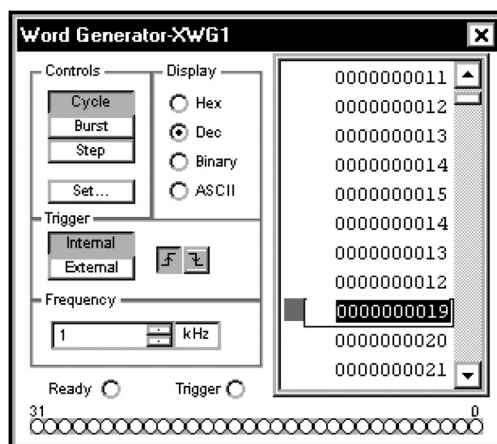 Word Generator-XWG1
Controls
Cycle
Burst
Step
Set...
Display
Hex
Dec
Binary
ASCII
Trigger
Internal
External
Frequency
1 kHz
Ready Trigger
31 0
0000000011
0000000012
0000000013
0000000014
0000000015
0000000014
0000000013
0000000012
0000000019
0000000020
0000000021